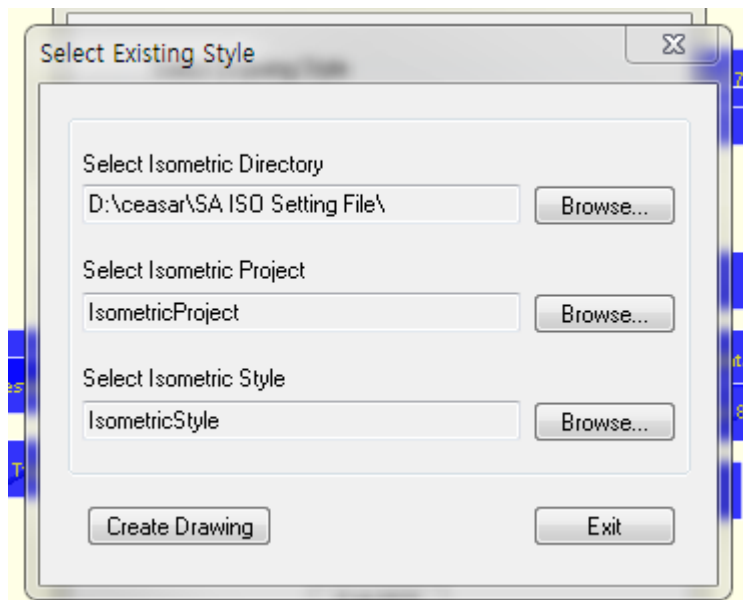 Select Existing Style
Select Isometric Directory
D:\ceasar\SA ISO Setting File\
Browse...
Select Isometric Project
IsometricProject
Browse...
Select Isometric Style
IsometricStyle
Browse...
Create Drawing
Exit